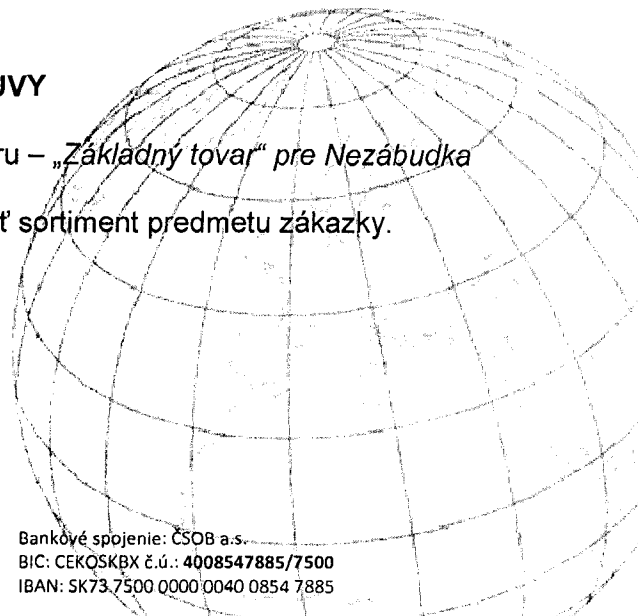 UVY
ru – „Základný tovar“ pre Nezábudka
ť sortiment predmetu zákazky.
Bankové spojenie: ČSOB a.s.
BIC: CEKOSKBX č.ú.: 4008547885/7500
IBAN: SK73 7500 0000 0040 0854 7885